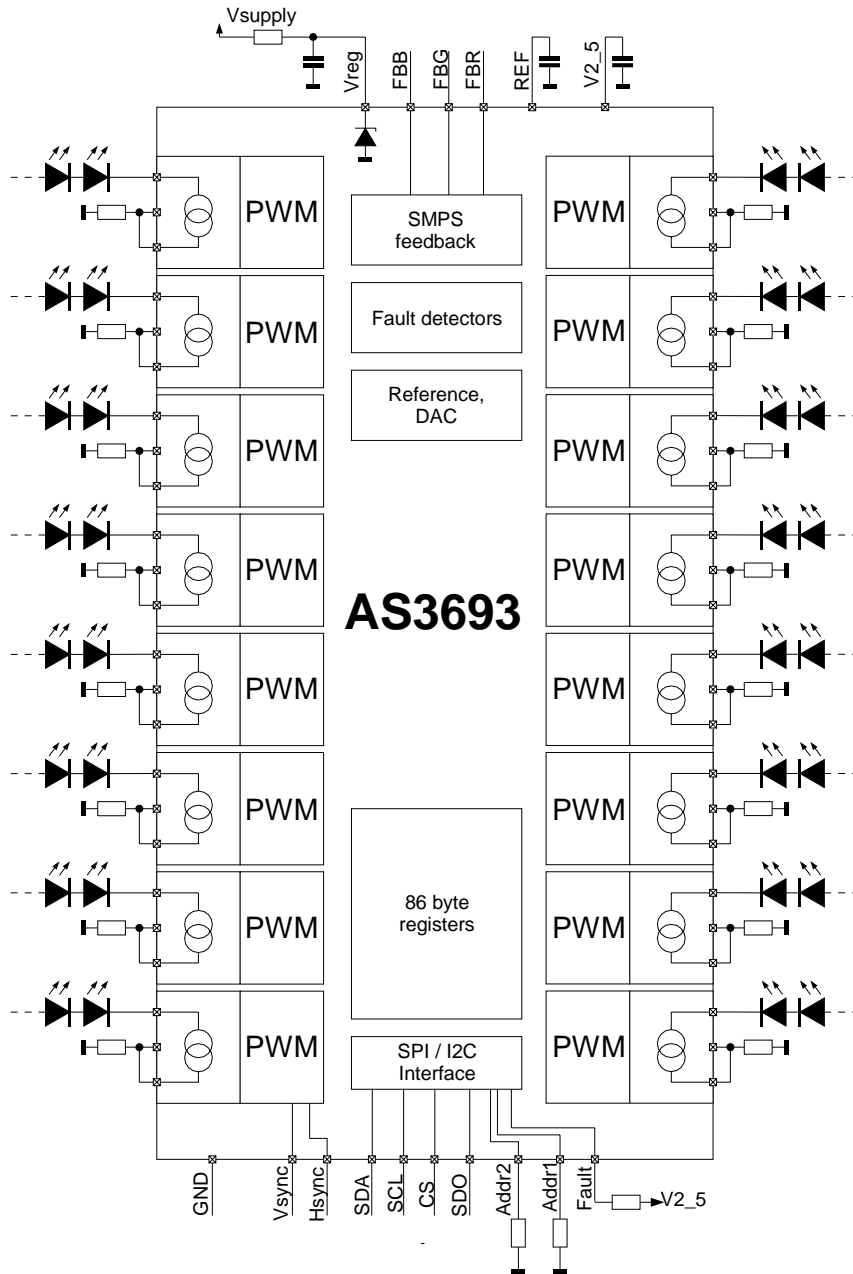 Vsupply
Vreg
FBB
FBG
FBR
REF
V2_5
PWM
PWM
SMPS
feedback
PWM
PWM
Fault detectors
PWM
PWM
Reference,
DAC
PWM
PWM
AS3693
PWM
PWM
PWM
PWM
PWM
PWM
86 byte
registers
PWM
PWM
SPI / I2C
Interface
GND
Vsync
Hsync
SDA
SCL
CS
SDO
Addr2
Addr1
Fault
V2_5
-